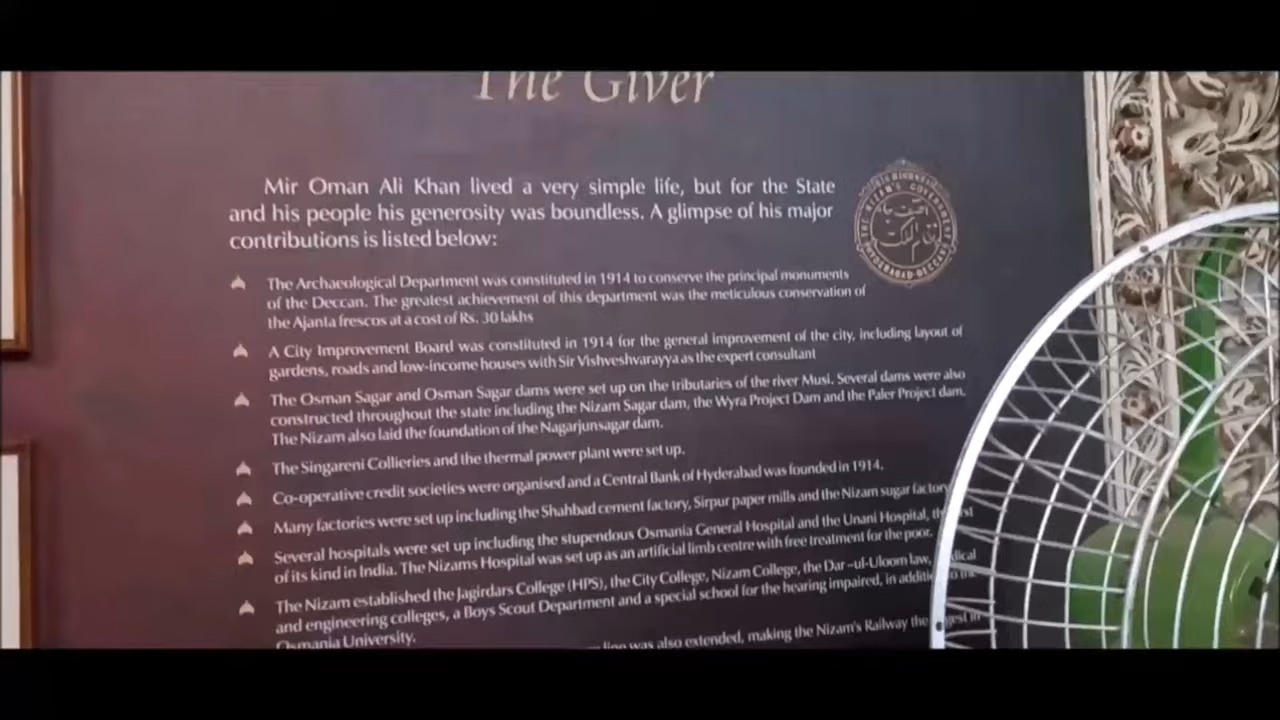 The Giver
Mir Oman Ali Khan lived a very simple life, but for the State
and his people his generosity was boundless. A glimpse of his major
contributions is listed below:
The Archaeological Department was constituted in 1914 to conserve the principal monuments
of the Deccan. The greatest achievement of this department was the meticulous conservation of
the Ajanta frescos at a cost of Rs. 30 lakhs
A City Improvement Board was constituted in 1914 for the general improvement of the city, including layout of
gardens, roads and low-income houses with Sir Vishweshvarayya as the expert consultant
The Osman Sagar and Osman Sagar dams were set up on the tributaries of the river Musi. Several dams were also
constructed throughout the state including the Nizam Sagar dam, the Wyra Project Dam and the Paler Project dam.
The Nizam also laid the foundation of the Nagarjunsagar dam.
The Singareni Collieries and the thermal power plant were set up.
Co-operative credit societies were organised and a Central Bank of Hyderabad was founded in 1914.
Many factories were set up including the Shahbad cement factory, Sirpur paper mills and the Nizam sugar factory
Several hospitals were set up including the stupendous Osmania General Hospital and the Unani Hospital,
of its kind in India. The Nizams Hospital was set up as an artificial limb centre with free treatment for the poor.
The Nizam established the Jagirdars College (HPS), the City College, Nizam College, the Dar-ul-Uloom law,
and engineering colleges, a Boys Scout Department and a special school for the hearing impaired, in addition to the
Osmania University.
line was also extended, making the Nizam's Railway the